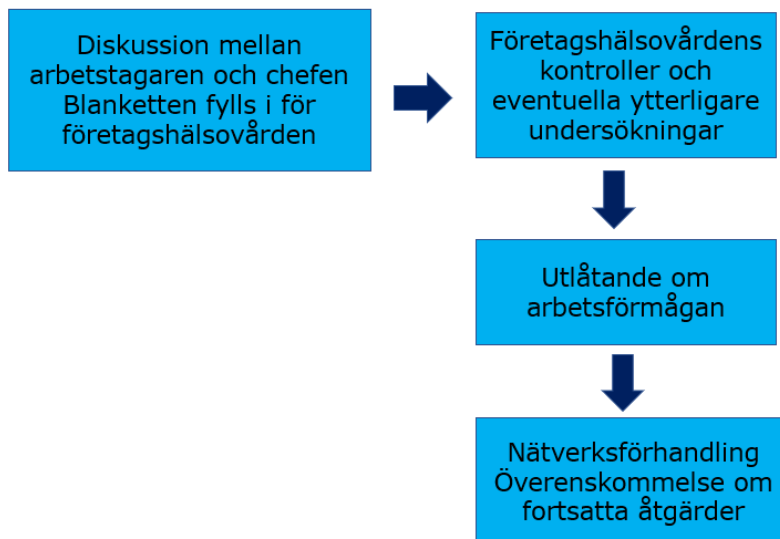 Diskussion mellan
arbetstagaren och chefen
Blanketten fylls i för
företagshälsovården
Företagshälsovårdens
kontroller och
eventuella ytterligare
undersökningar
Utlåtande om
arbetsförmågan
Nätverksförhandling
Överenskommelse om
fortsatta åtgärder